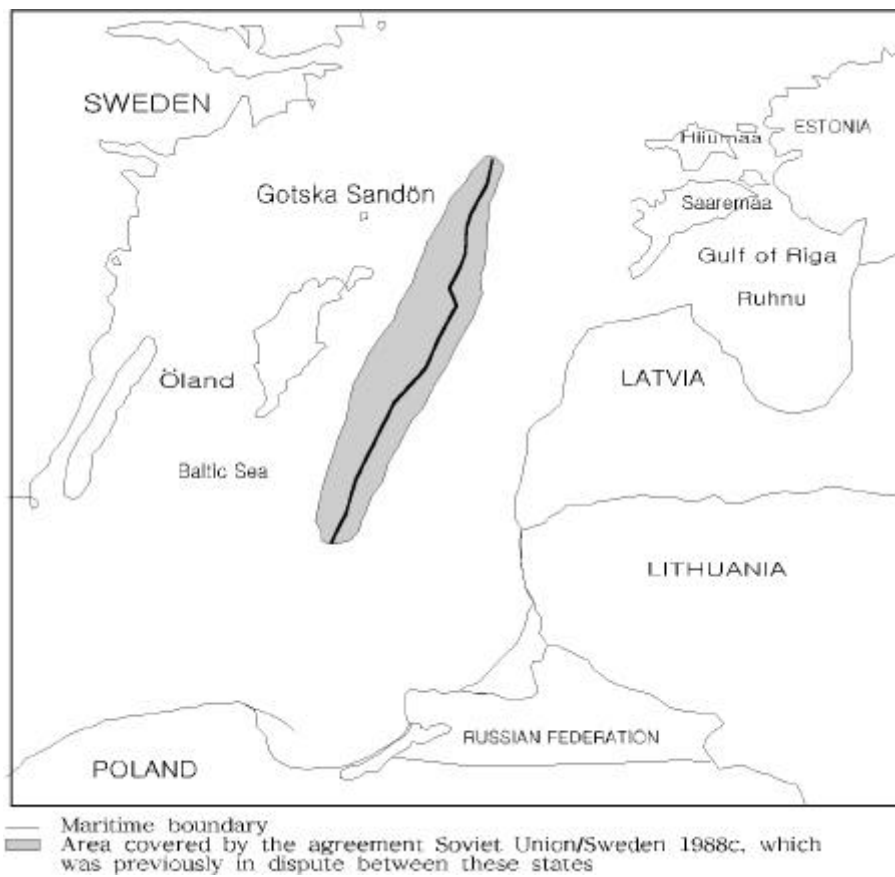 SWEDEN
ESTONIA
Hiiumaa
Gotska Sandön
Saaremaa
Gulf of Riga
Ruhnu
Öland
LATVIA
Baltic Sea
LITHUANIA
RUSSIAN FEDERATION
POLAND
Maritime boundary
Area covered by the agreement Soviet Union/Sweden 1988c, which
was previously in dispute between these states